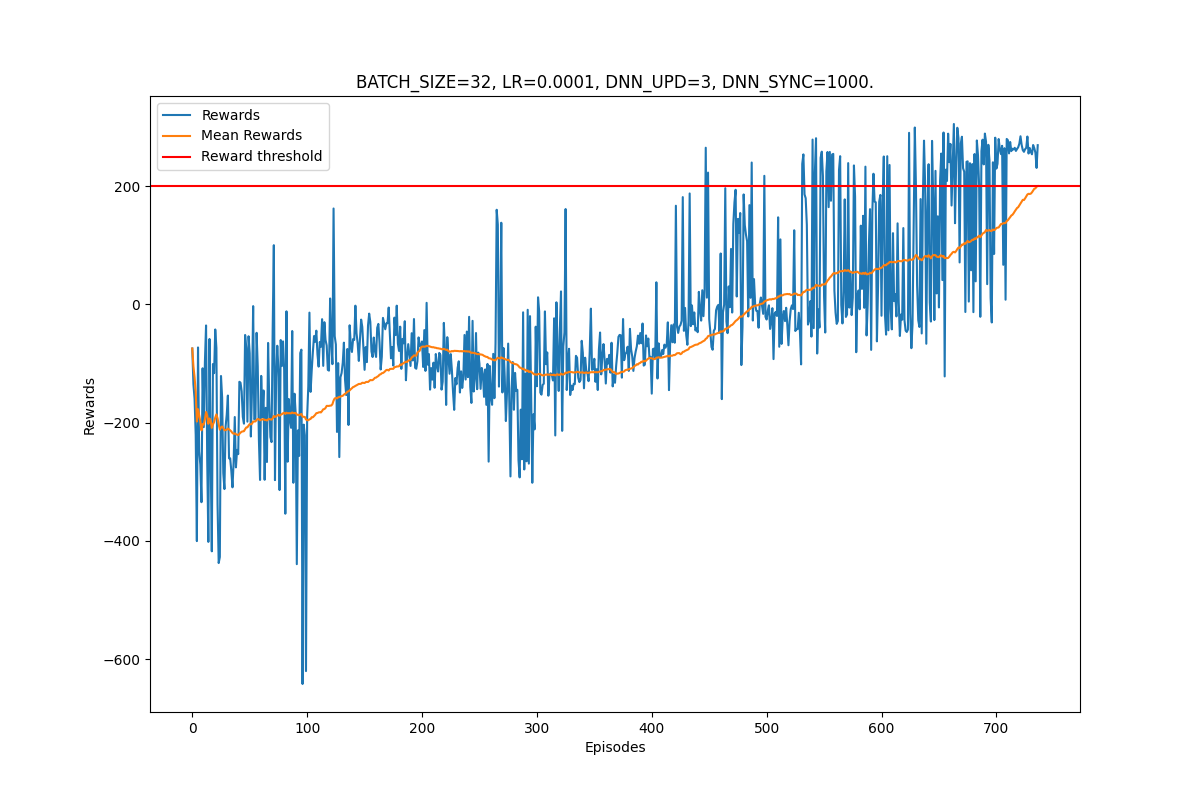 BATCH_SIZE=32, LR=0.0001, DNN_UPD=3, DNN_SYNC=1000.
Rewards
Mean Rewards
Reward threshold
200
0
−200
−400
−600
Rewards
0 100 200 300 400 500 600 700
Episodes